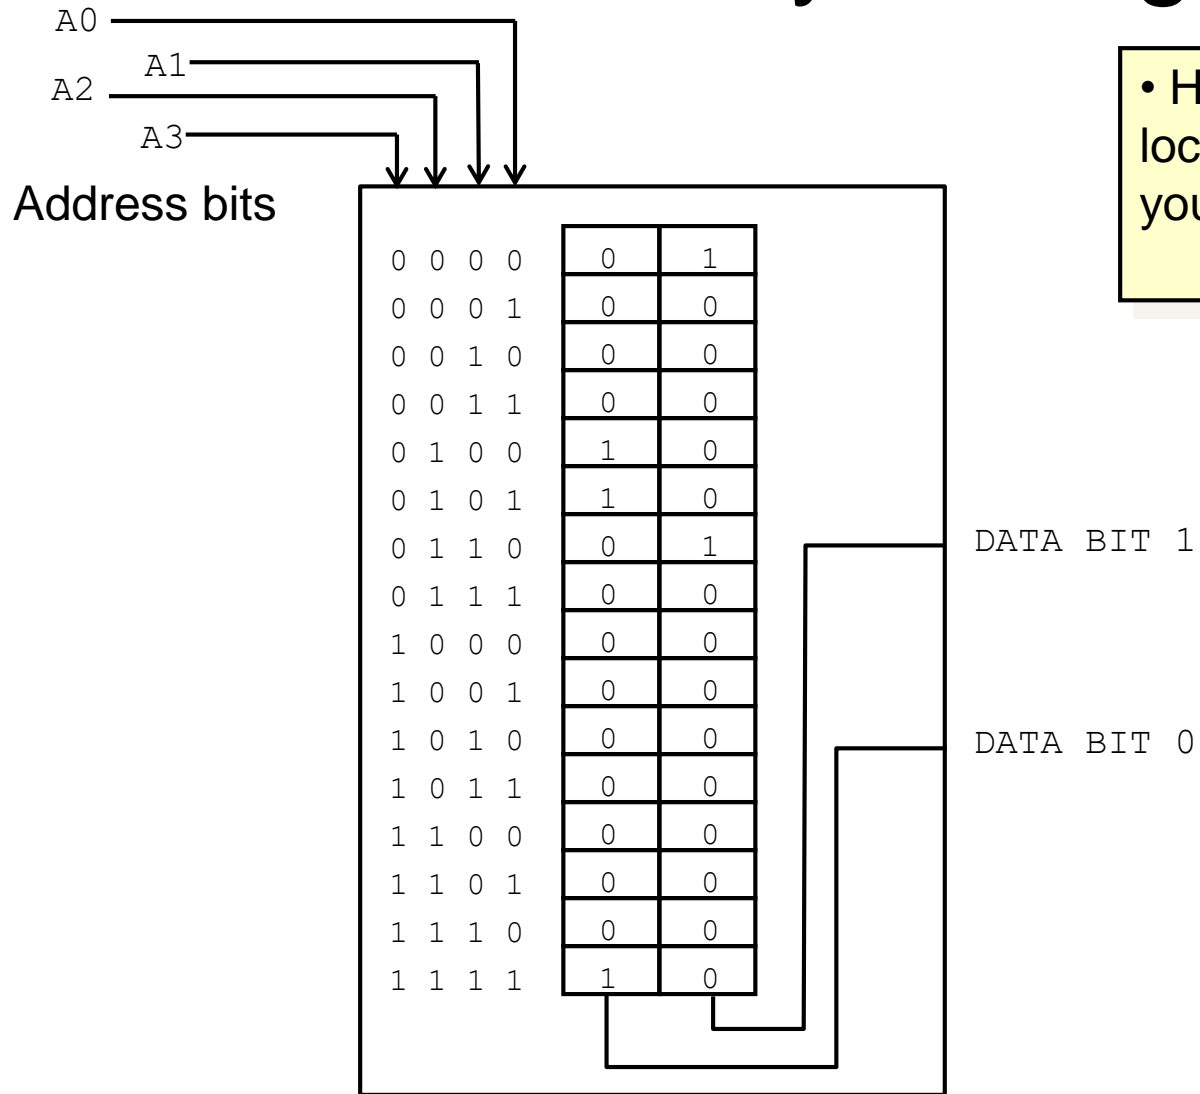 A0
A1
A2
A3
Address bits
• H
loc
you
0 0 0 0 0 1
0 0 0 1 0 0
0 0 1 0 0 0
0 0 1 1 0 0
0 1 0 0 1 0
0 1 0 1 1 0
0 1 1 0 0 1
0 1 1 1 0 0
1 0 0 0 0 0
1 0 0 1 0 0
1 0 1 0 0 0
1 0 1 1 0 0
1 1 0 0 0 0
1 1 0 1 0 0
1 1 1 0 0 0
1 1 1 1 1 0
DATA BIT 1
DATA BIT 0